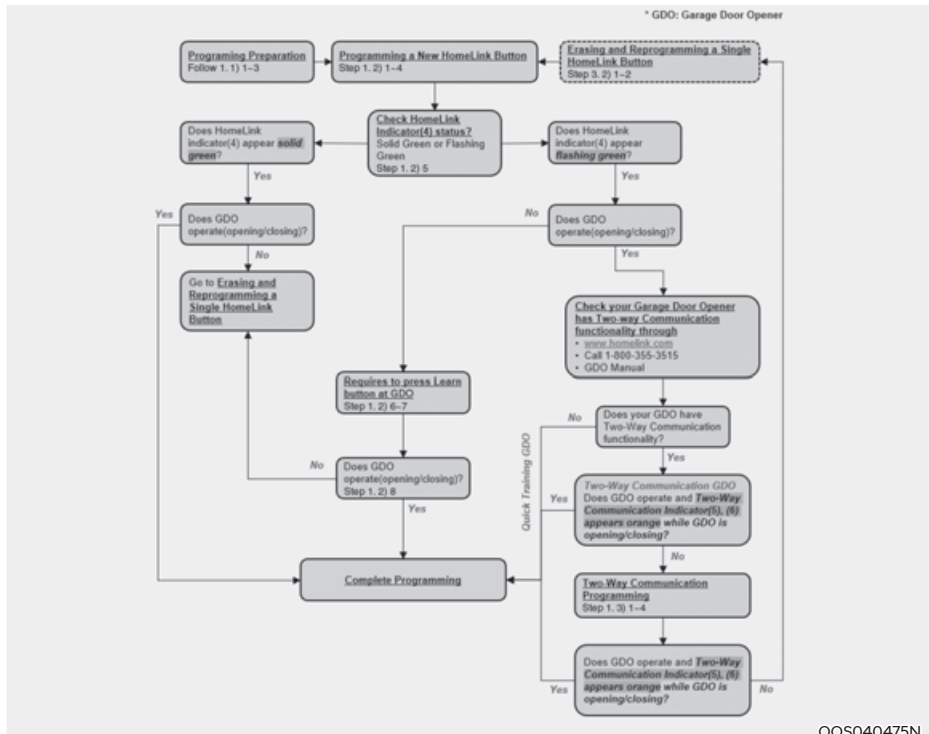 * GDO: Garage Door Opener
Programing Preparation
Follow 1. 1) 1~3
Programming a New HomeLink Button
Step 1. 2) 1~4
Erasing and Reprogramming a Single
HomeLink Button
Step 3. 2) 1~2
Does HomeLink
indicator(4) appear solid
green?
Check HomeLink
Indicator(4) status?
Solid Green or Flashing
Green
Step 1. 2) 5
Does HomeLink
indicator(4) appear
flashing green?
Yes
Yes
Yes
Does GDO
operate(opening/closing)?
No
Does GDO
operate(opening/closing)?
No
Yes
Go to Erasing and
Reprogramming a
Single HomeLink
Button
Check your Garage Door Opener
has Two-way Communication
functionality through
• www.homelink.com
• Call 1-800-355-3515
• GDO Manual
Requires to press Learn
button at GDO
Step 1. 2) 6~7
No
Does your GDO have
Two-Way Communication
functionality?
Quick Training GDO
Yes
No
Does GDO
operate(opening/closing)?
Step 1. 2) 8
Yes
Yes
Two-Way Communication GDO
Does GDO operate and Two-Way
Communication Indicator(5), (6)
appears orange while GDO is
opening/closing?
No
Complete Programming
Two-Way Communication
Programming
Step 1. 3) 1~4
Does GDO operate and Two-Way
Communication Indicator(5), (6)
appears orange while GDO is
opening/closing?
Yes
No
OOS040475N